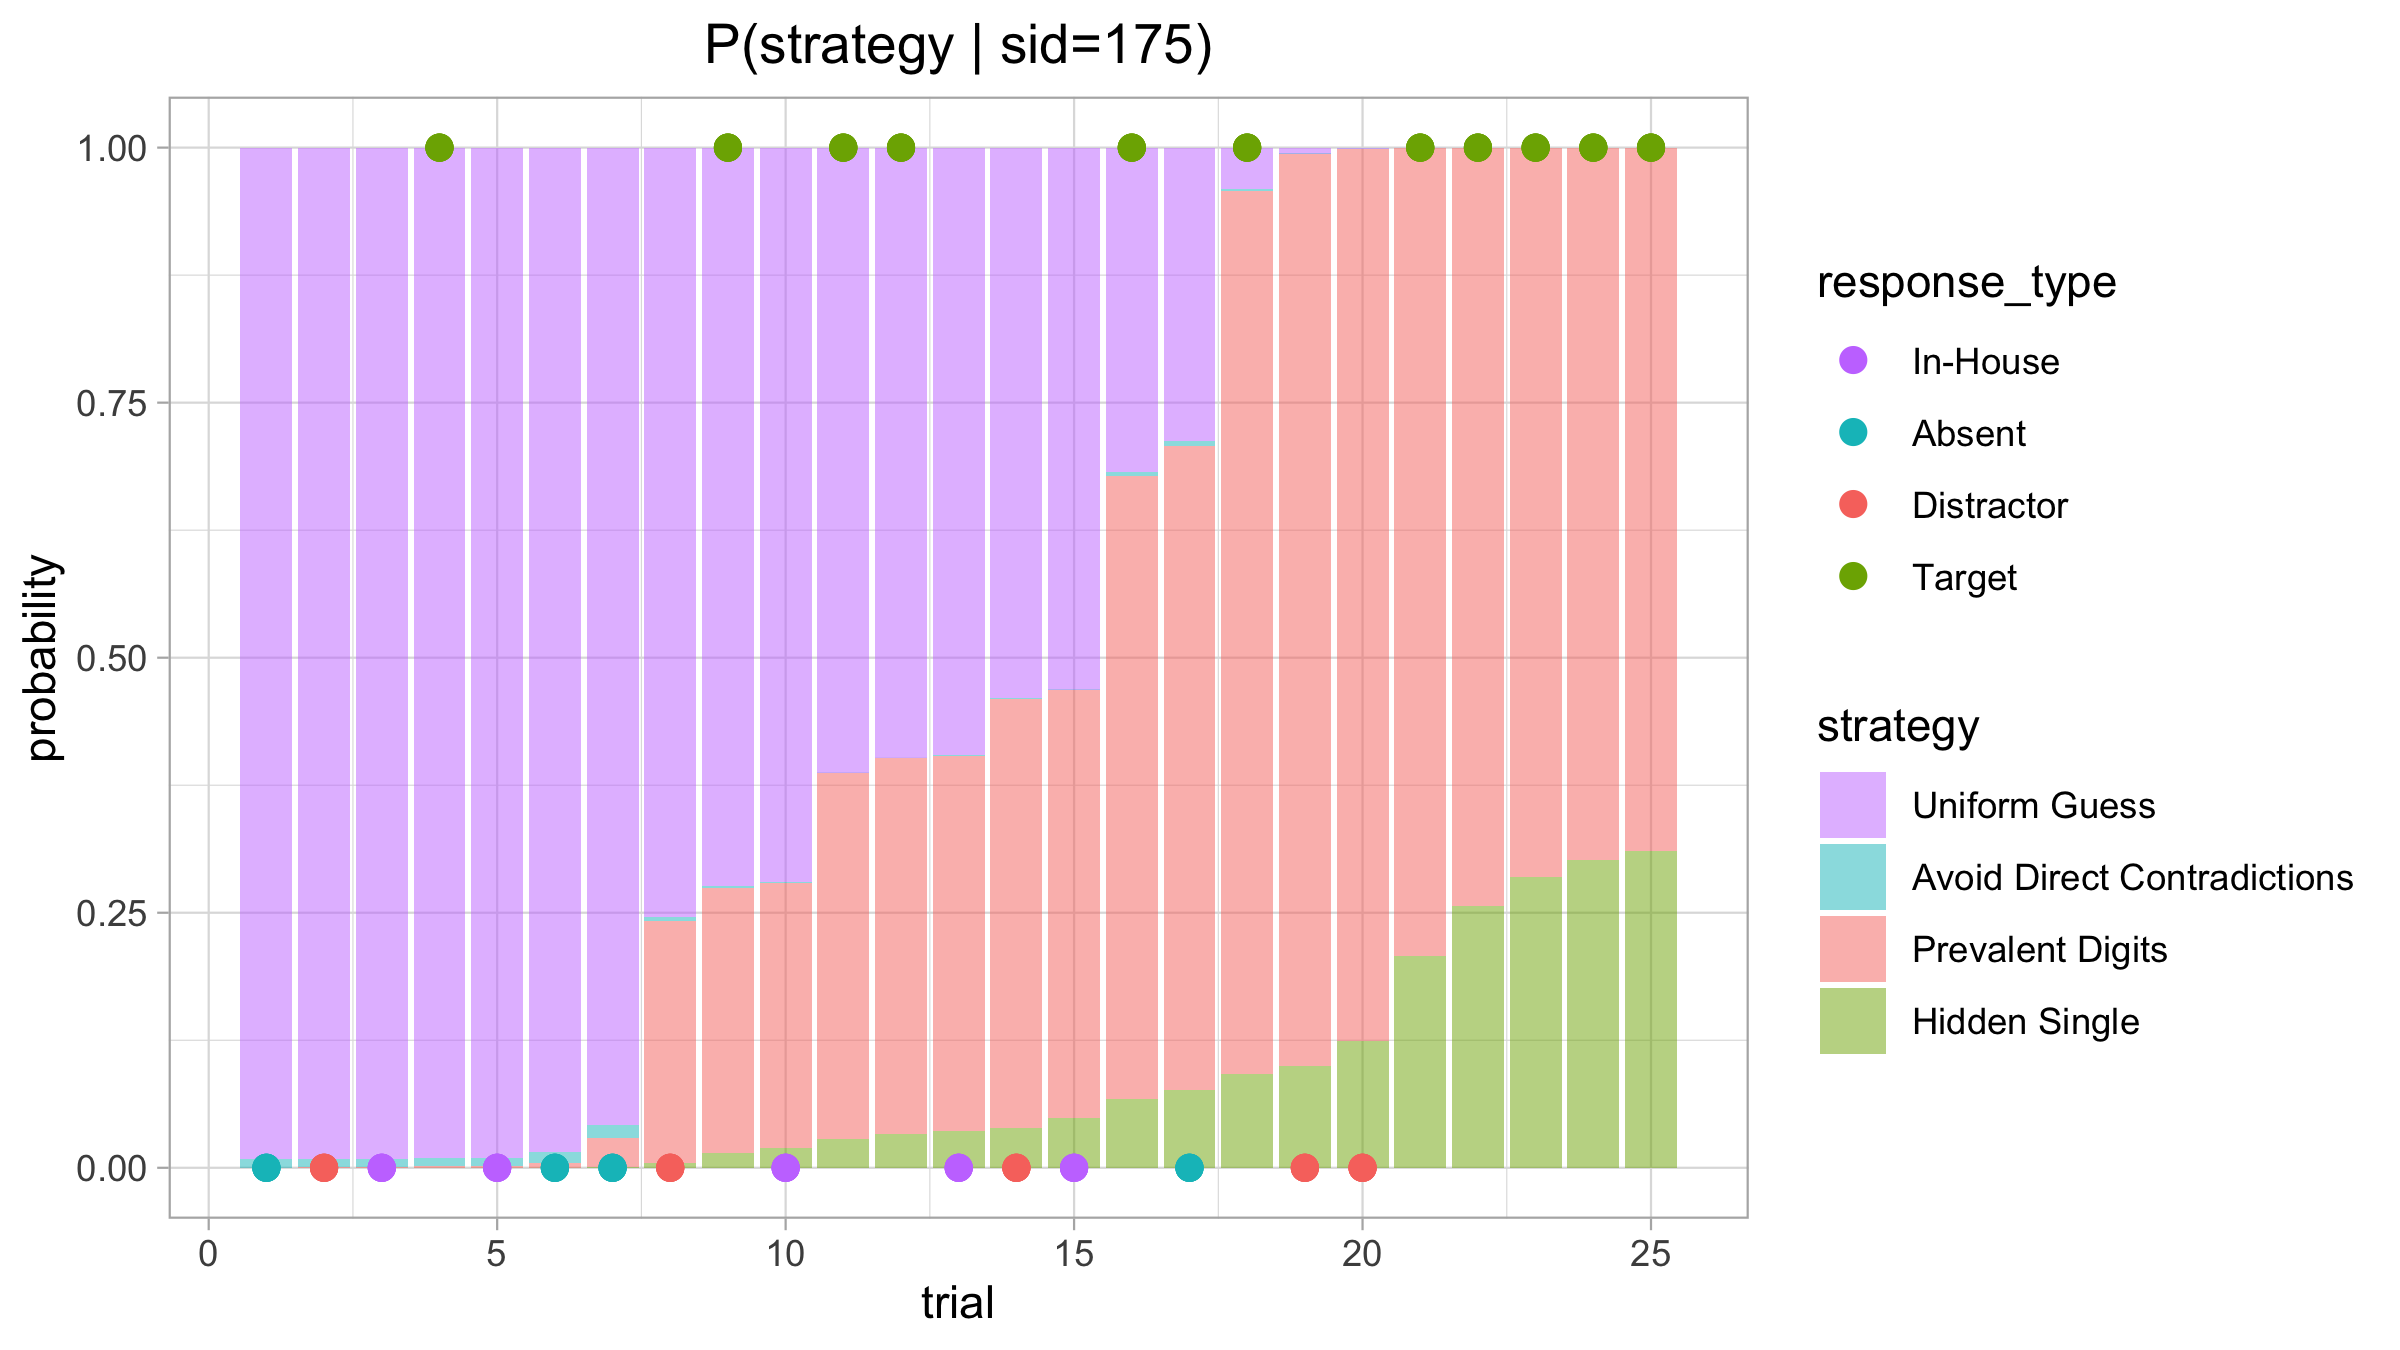 P(strategy | sid=175)
probability
1.00
0.75
0.50
0.25
0.00
0
5
10
15
20
25
trial
response_type
In-House
Absent
Distractor
Target
strategy
Uniform Guess
Avoid Direct Contradictions
Prevalent Digits
Hidden Single